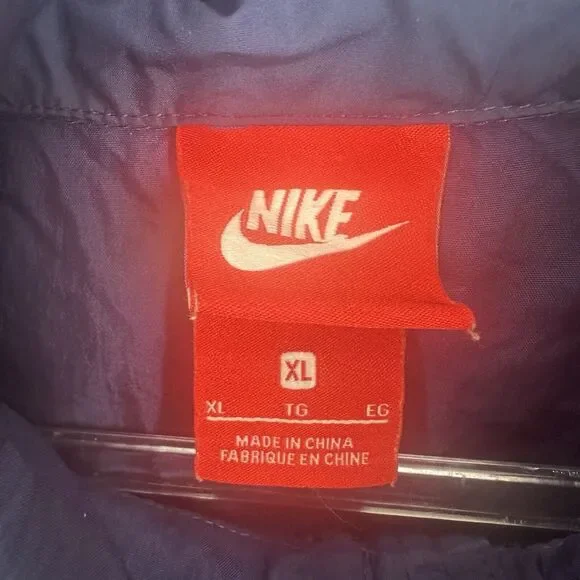 NIKE
XL
XL TG EG
MADE IN CHINA
FABRIQUE EN CHINE